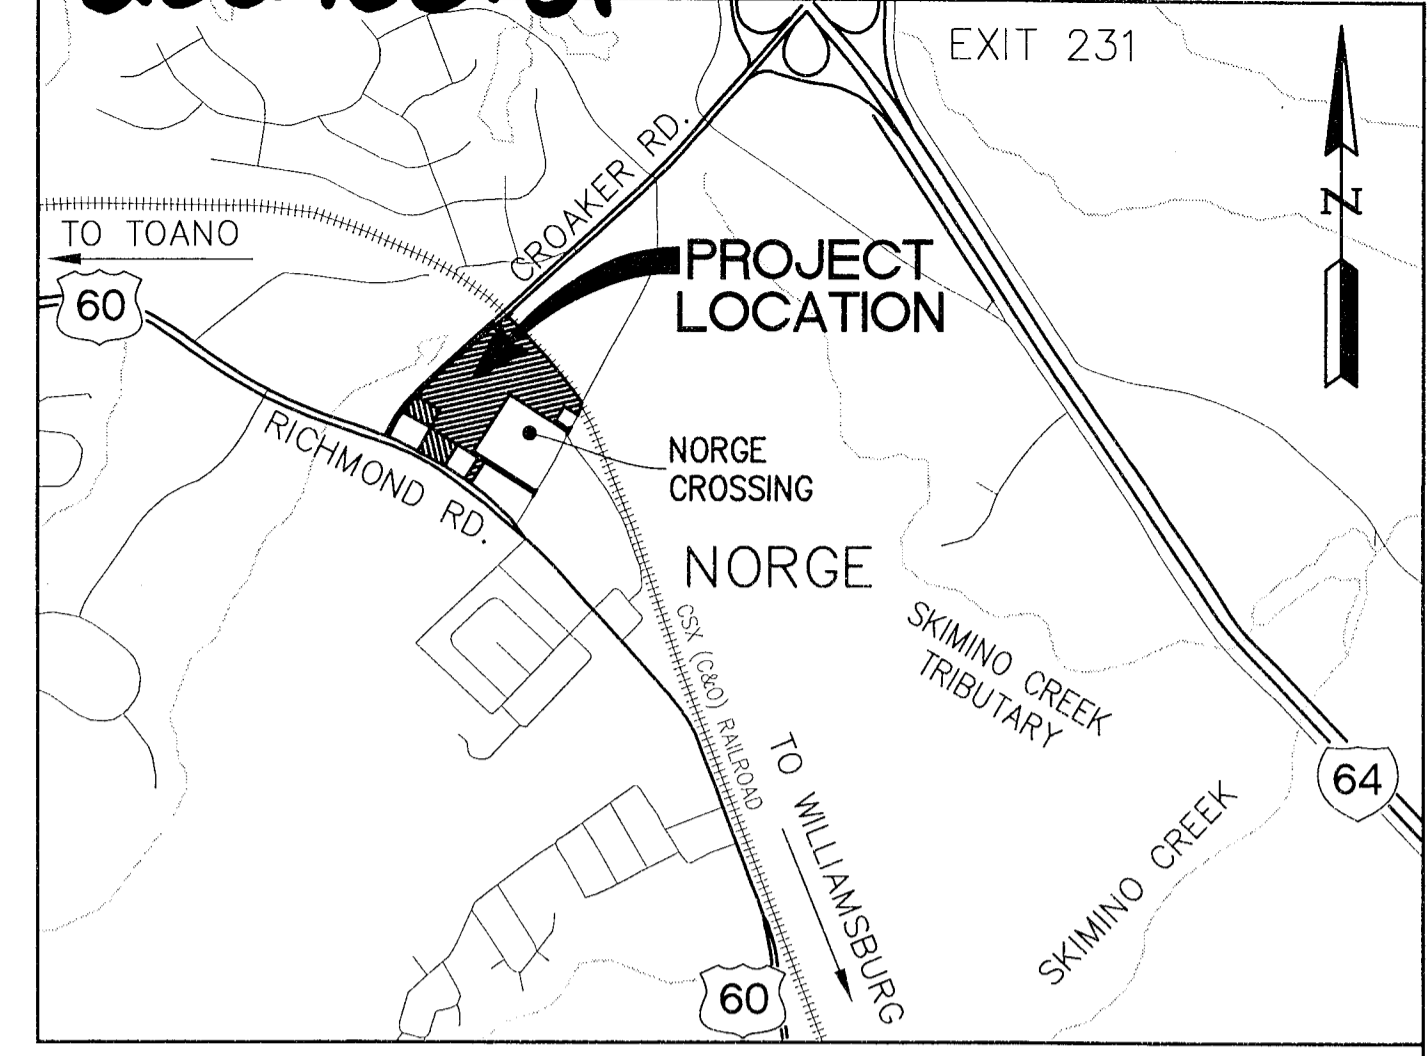 EXIT 231
CROAKER RD.
N
TO TOANO
60
PROJECT
LOCATION
RICHMOND RD.
NORGE
CROSSING
NORGE
CSX (C&O) RAILROAD
SKIMINO CREEK
TRIBUTARY
TO WILLIAMSBURG
64
SKIMINO CREEK
60